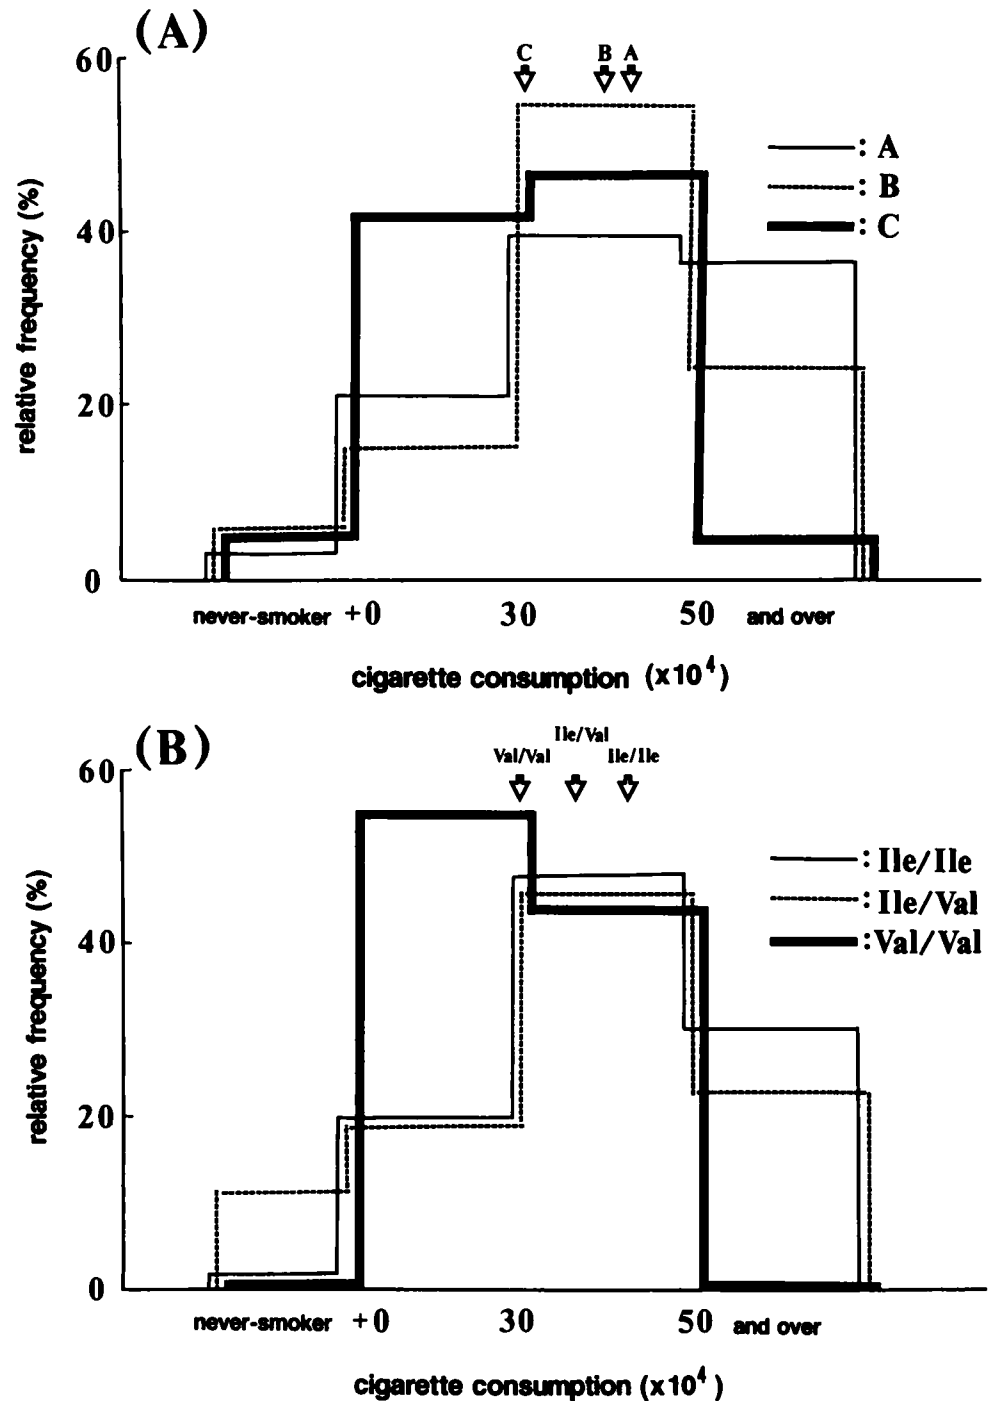 (A)
60
C B A
: A
: B
: C
40
relative frequency (%)
20
0
never-smoker +0 30 50 and over
cigarette consumption (x10⁴)
(B)
Ile/Val
Val/Val Ile/Ile
60
: Ile/Ile
: Ile/Val
: Val/Val
40
relative frequency (%)
20
0
never-smoker +0 30 50 and over
cigarette consumption (x10⁴)